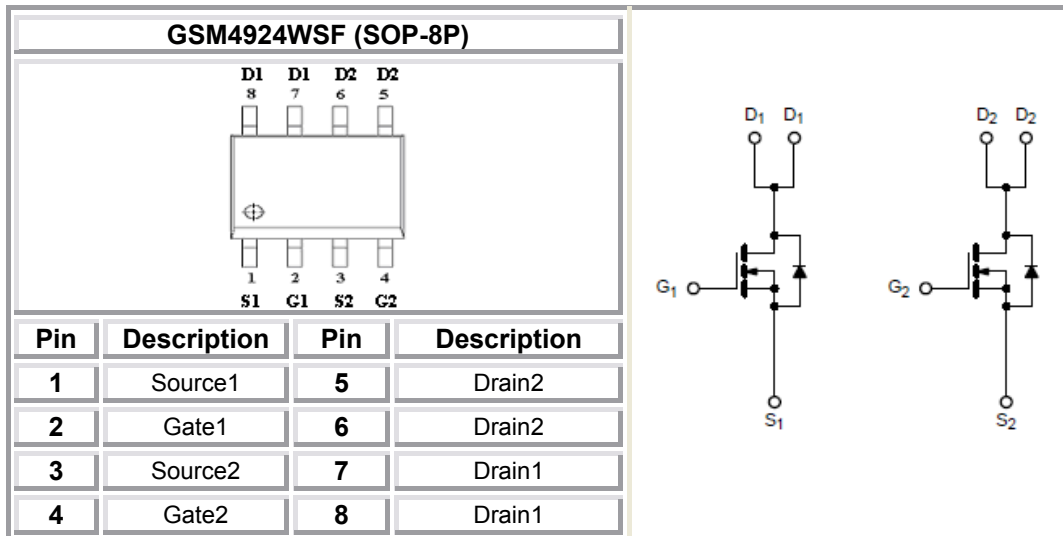 GSM4924WSF (SOP-8P)
D1 D1 D2 D2
8 7 6 5
1 2 3 4
S1 G1 S2 G2
Pin Description Pin Description
1 Source1 5 Drain2
2 Gate1 6 Drain2
3 Source2 7 Drain1
4 Gate2 8 Drain1
D1 D1 D2 D2
G1 G2
S1 S2